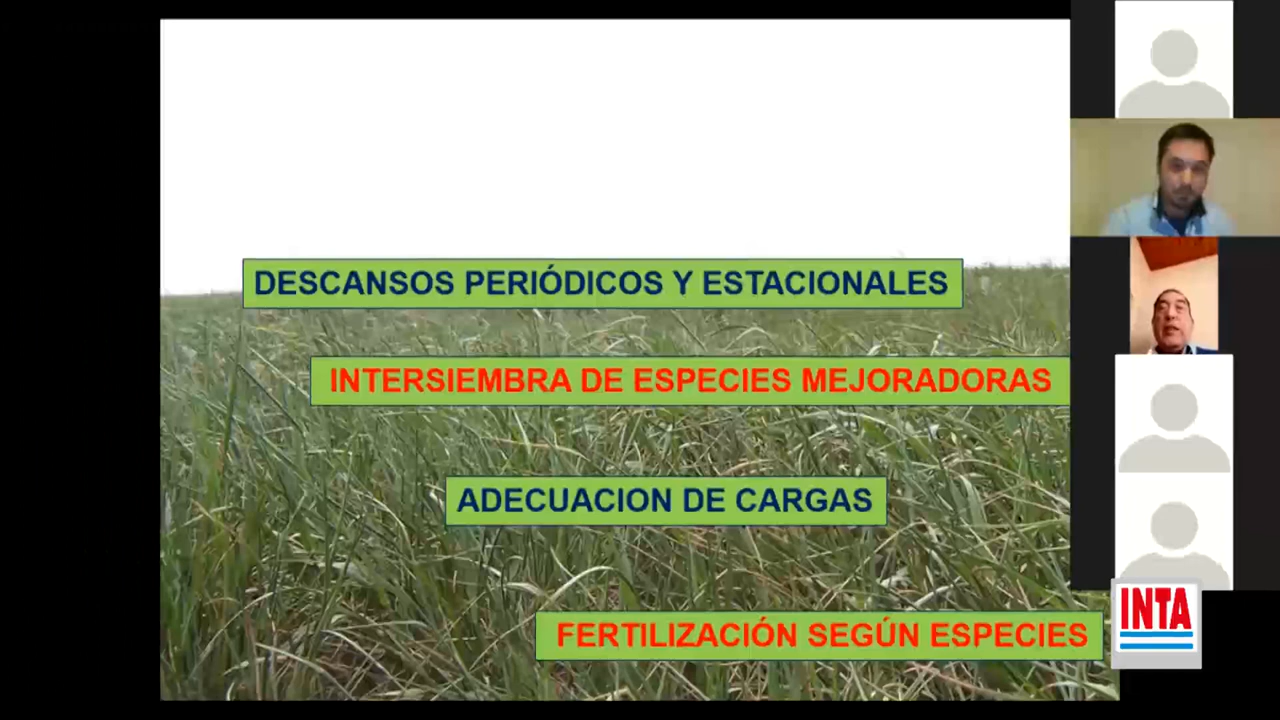 DESCANSOS PERIÓDICOS Y ESTACIONALES
INTERSIEMBRA DE ESPECIES MEJORADORAS
ADECUACION DE CARGAS
FERTILIZACIÓN SEGÚN ESPECIES
INTA